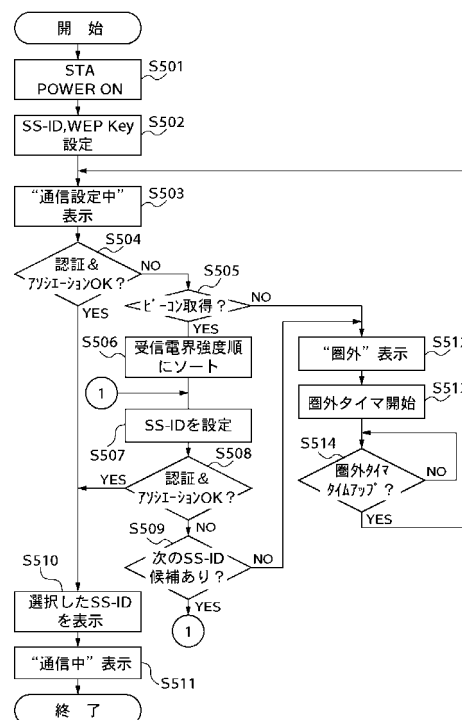 開 始
STA
POWER ON
S501
SS-ID,WEP Key
設定
S502
“通信設定中”
表示
S503
S504
認証&
アソシエーションOK?
NO
YES
S505
ビーコン取得?
NO
YES
S506
受信電界強度順
にソート
1
SS-IDを設定
S507
S508
認証&
アソシエーションOK?
YES
NO
S509
次のSS-ID
候補あり?
NO
YES
1
“圏外”表示
S512
圏外タイマ開始
S513
S514
圏外タイマ
タイムアップ?
NO
YES
S510
選択したSS-ID
を表示
“通信中”表示
S511
終 了